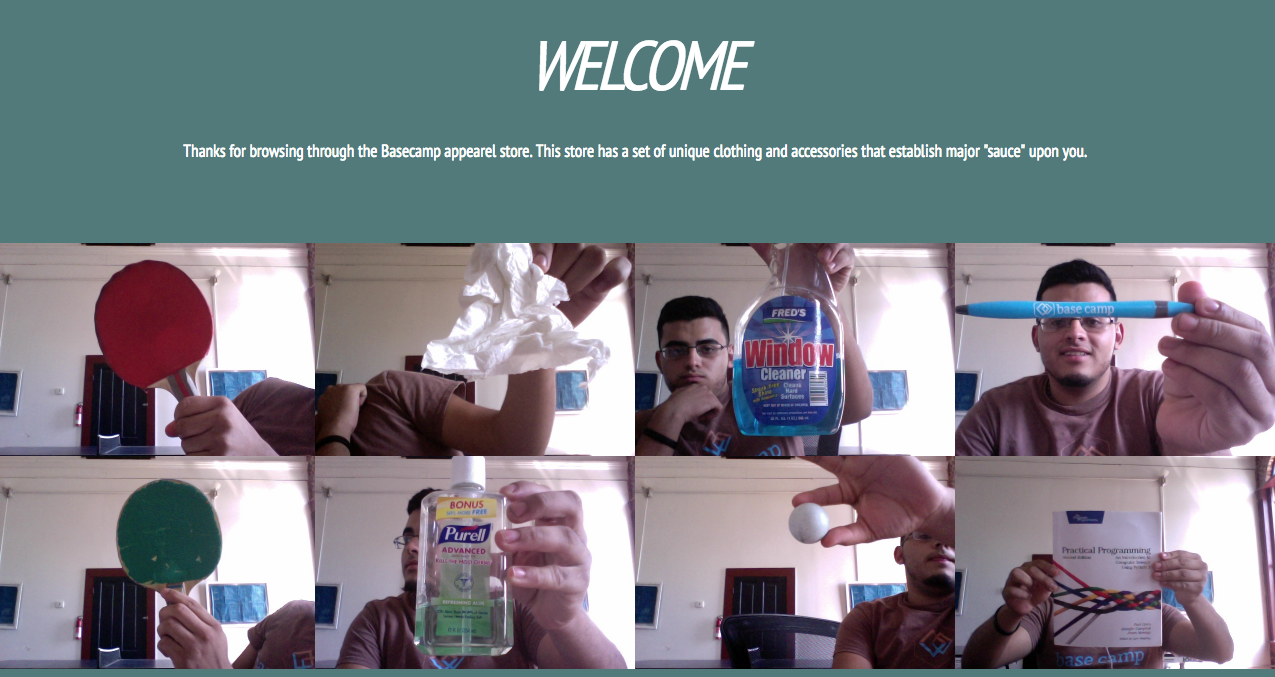 WELCOME
Thanks for browsing through the Basecamp appearel store. This store has a set of unique clothing and accessories that establish major "sauce" upon you.
FRED'S
Window
Cleaner
base camp
BONUS
Purell
ADVANCED
Practical Programming
base camp